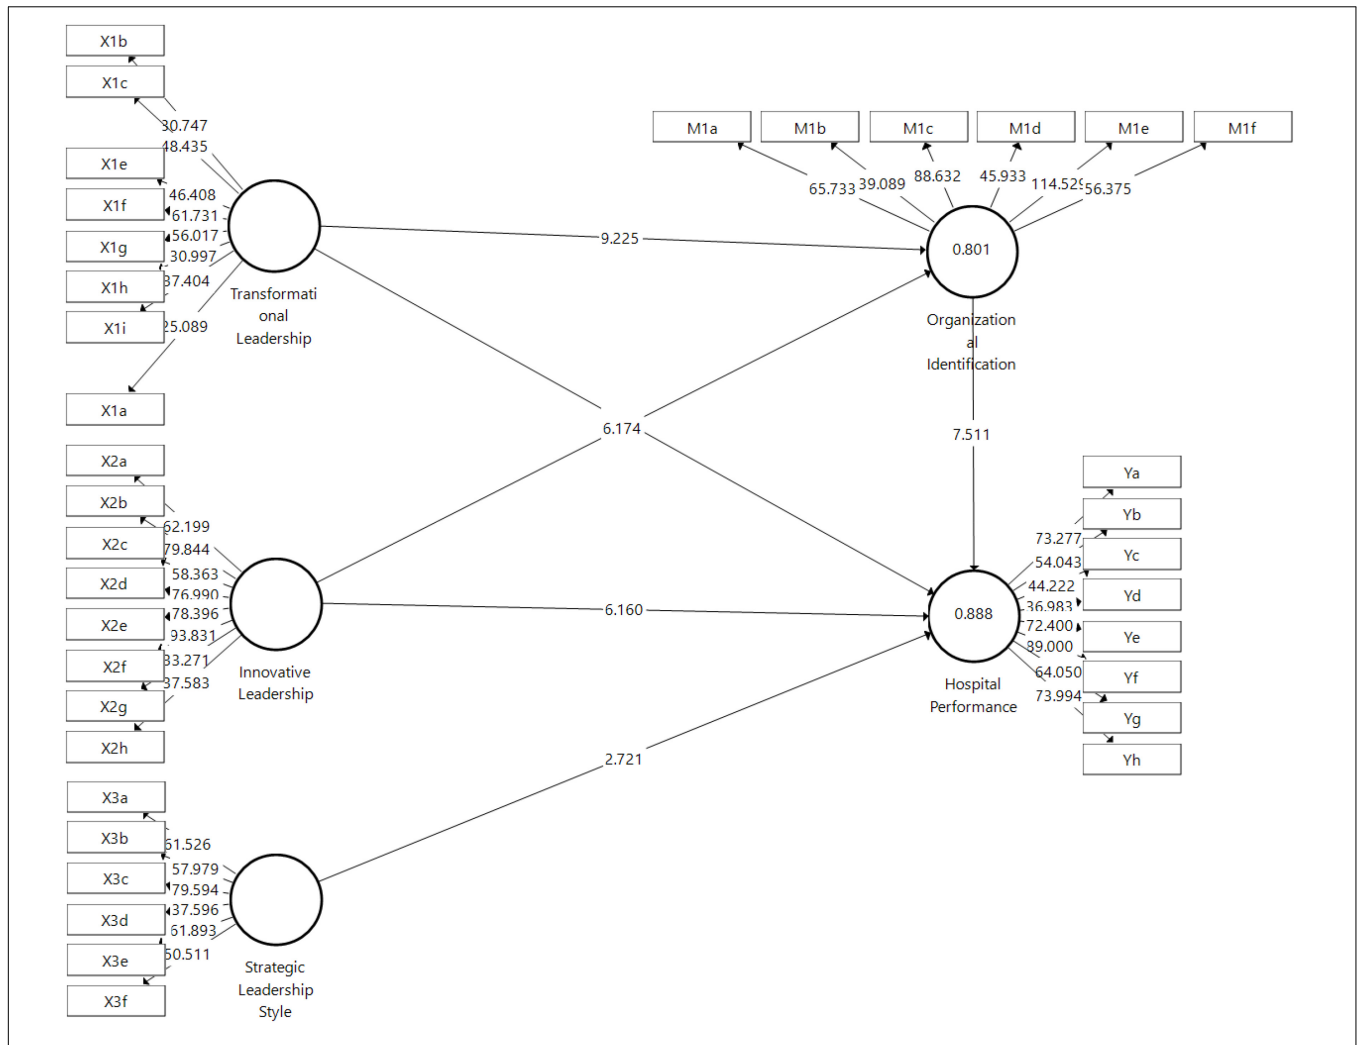 X1b
X1c
30.747
48.435
X1e
46.408
X1f
61.731
X1g
56.017
30.997
X1h
37.404
X1i
25.089
X1a
Transformati
onal
Leadership
M1a
M1b
M1c
M1d
M1e
M1f
65.733
39.089
88.632
45.933
114.529
56.375
9.225
0.801
Organization
al
Identification
6.174
7.511
X2a
X2b
62.199
X2c
79.844
58.363
X2d
76.990
78.396
X2e
93.831
X2f
37.583
X2g
X2h
Innovative
Leadership
6.160
0.888
Hospital
Performance
Ya
Yb
73.277
54.043
Yc
44.222
Yd
36.983
72.400
Ye
64.050
Yf
73.994
Yg
Yh
2.721
X3a
X3b
61.526
57.979
X3c
79.594
37.596
X3d
61.893
X3e
50.511
X3f
Strategic
Leadership
Style